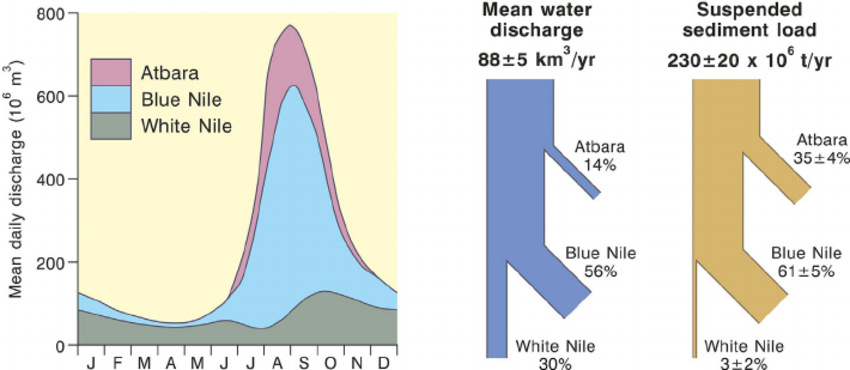 Mean daily discharge (10⁶ m³)
800
600
400
200
0
Atbara
Blue Nile
White Nile
J F M A M J J A S O N D
Mean water
discharge
88±5 km³/yr
Atbara
14%
Blue Nile
56%
White Nile
30%
Suspended
sediment load
230±20 x 10⁶ t/yr
Atbara
35±4%
Blue Nile
61±5%
White Nile
3±2%